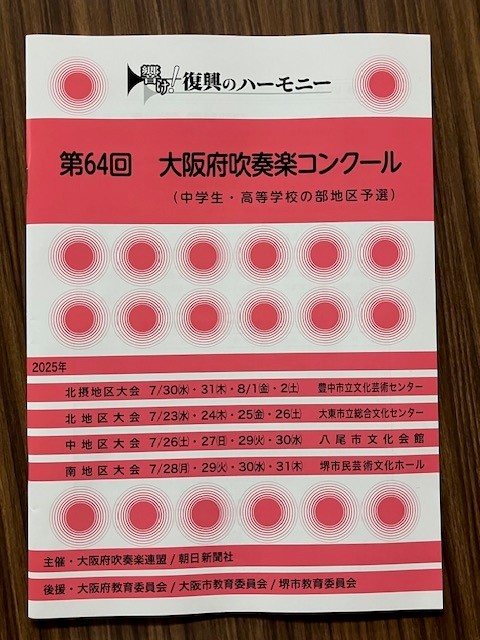 響け!復興のハーモニー
第64回 大阪府吹奏楽コンクール
(中学生・高等学校の部地区予選)
2025年
北摂地区大会 7/30㊌・31㊍・8/1㊎・2㊏ 豊中市立文化芸術センター
北地区大会 7/23㊌・24㊍・25㊎・26㊏ 大東市立総合文化センター
中地区大会 7/26㊏・27㊐・29㊋・30㊌ 八尾市文化会館
南地区大会 7/28㊊・29㊋・30㊌・31㊍ 堺市民芸術文化ホール
主催・大阪府吹奏楽連盟/朝日新聞社
後援・大阪府教育委員会/大阪市教育委員会/堺市教育委員会